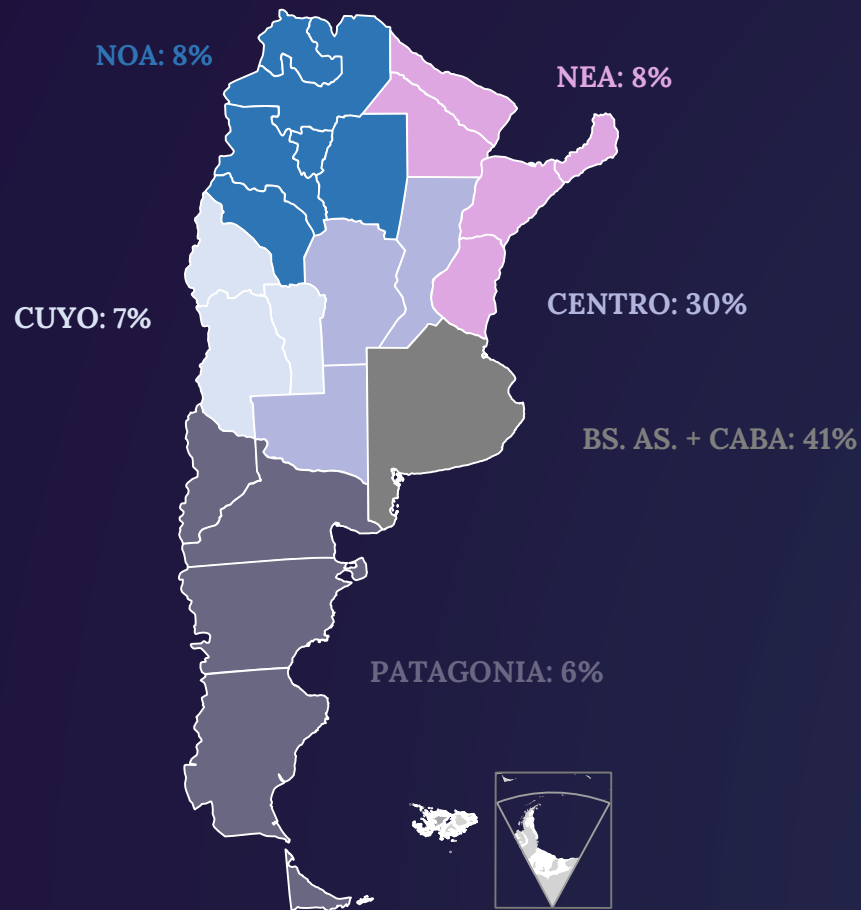 NOA: 8%
NEA: 8%
CENTRO: 30%
CUYO: 7%
BS. AS. + CABA: 41%
PATAGONIA: 6%